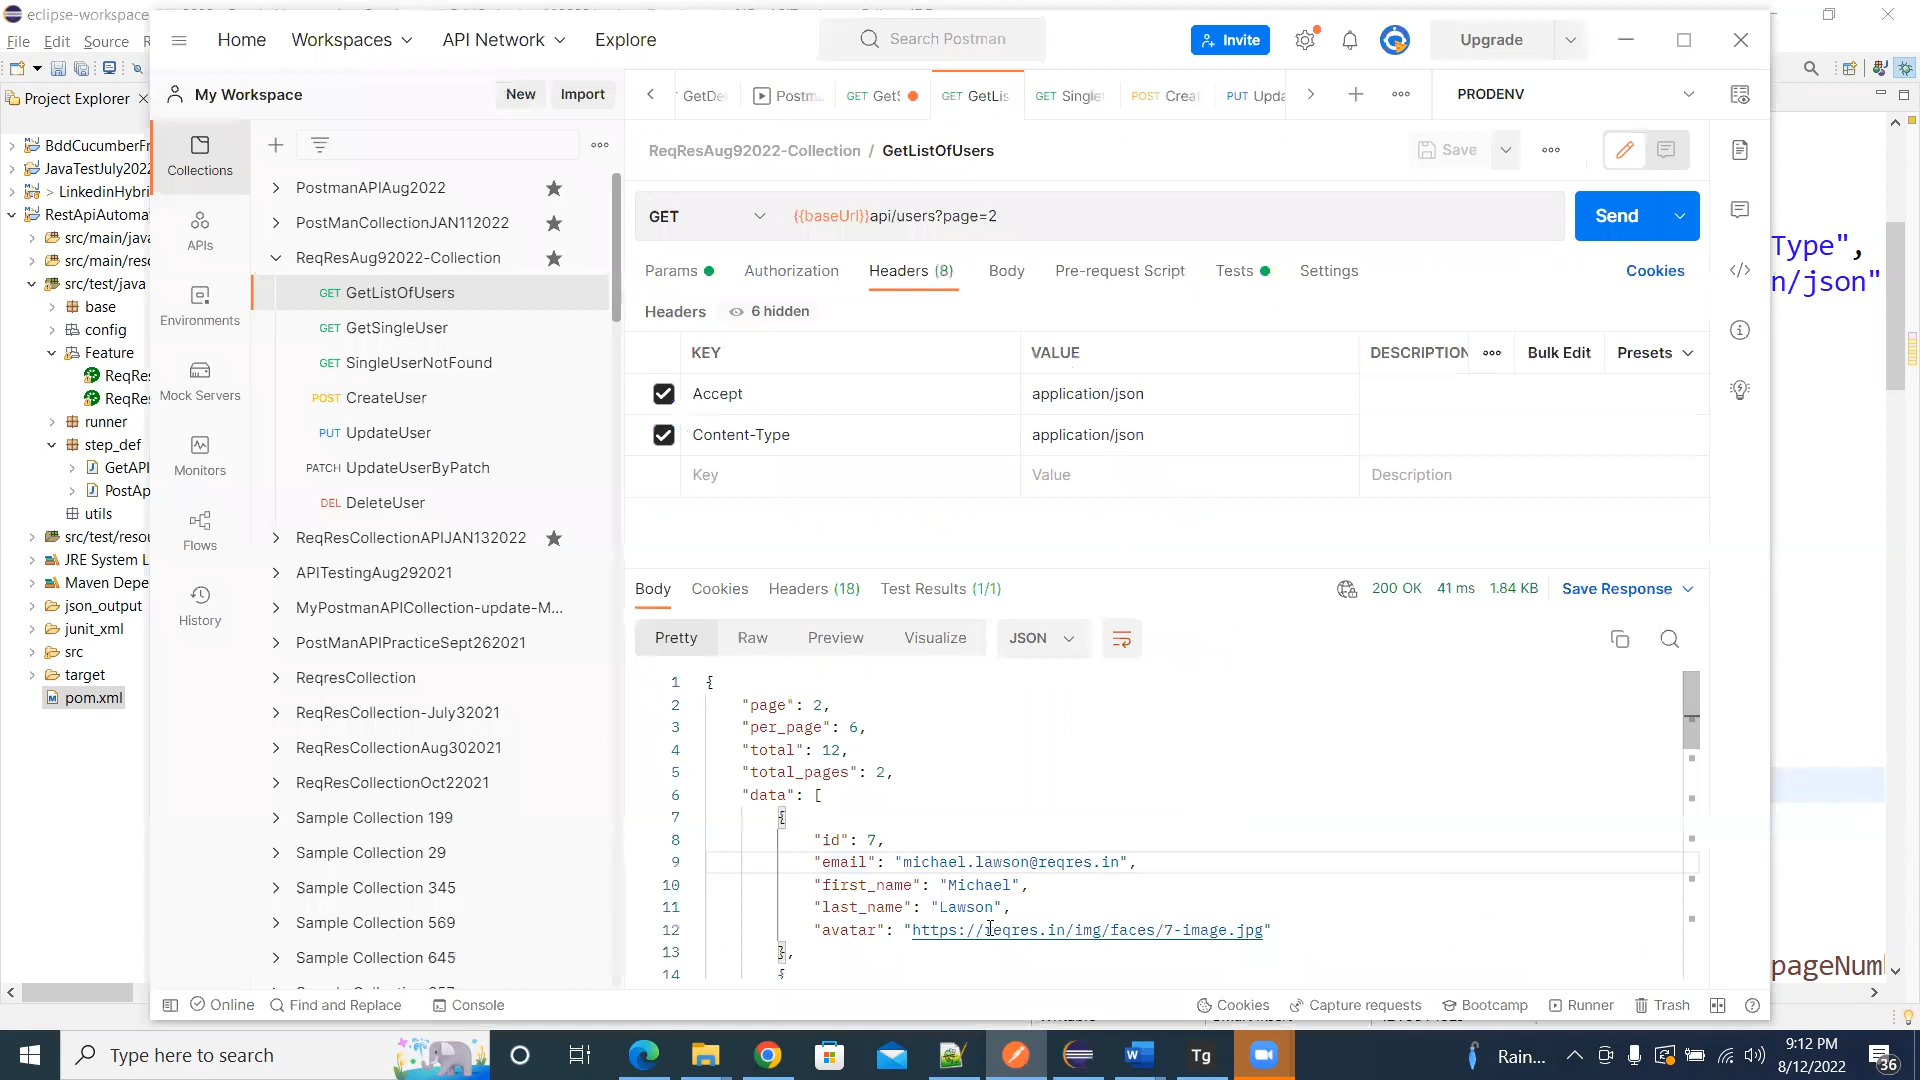 eclipse-workspace
File Edit Source
Project Explorer
BddCucumberFr
JavaTestJuly2022
> LinkedinHybri
RestApiAutoma
src/main/java
src/main/res
src/test/java
base
config
Feature
ReqRes
ReqRes
runner
step_def
GetAPI
PostAp
utils
src/test/resou
JRE System L
Maven Depe
json_output
junit_xml
src
target
pom.xml
Home Workspaces API Network Explore
Search Postman
Invite
Upgrade
My Workspace
New Import
Collections
APIs
Environments
Mock Servers
Monitors
Flows
History
PostmanAPIAug2022
PostManCollectionJAN112022
ReqResAug92022-Collection
GET GetListOfUsers
GET GetSingleUser
GET SingleUserNotFound
POST CreateUser
PUT UpdateUser
PATCH UpdateUserByPatch
DEL DeleteUser
ReqResCollectionAPIJAN132022
APITestingAug292021
MyPostmanAPICollection-update-M...
PostManAPIPracticeSept262021
ReqresCollection
ReqResCollection-July32021
ReqResCollectionAug302021
ReqResCollectionOct22021
Sample Collection 199
Sample Collection 29
Sample Collection 345
Sample Collection 569
Sample Collection 645
GetDe Postm GET GetS GET GetLis GET Single POST Crea PUT Upda
PRODENV
ReqResAug92022-Collection / GetListOfUsers
Save
GET {{baseUrl}}api/users?page=2
Send
Params Authorization Headers (8) Body Pre-request Script Tests Settings
Cookies
Headers 6 hidden
KEY VALUE DESCRIPTION Bulk Edit Presets
Accept application/json
Content-Type application/json
Key Value Description
Body Cookies Headers (18) Test Results (1/1)
200 OK 41 ms 1.84 KB Save Response
Pretty Raw Preview Visualize JSON
1 {
2 "page": 2,
3 "per_page": 6,
4 "total": 12,
5 "total_pages": 2,
6 "data": [
7 {
8 "id": 7,
9 "email": "michael.lawson@reqres.in",
10 "first_name": "Michael",
11 "last_name": "Lawson",
12 "avatar": "https://reqres.in/img/faces/7-image.jpg"
13 },
14 {
Type",
n/json"
pageNum
Online Find and Replace Console
Cookies Capture requests Bootcamp Runner Trash
Type here to search
Tg
Rain...
9:12 PM
8/12/2022
36